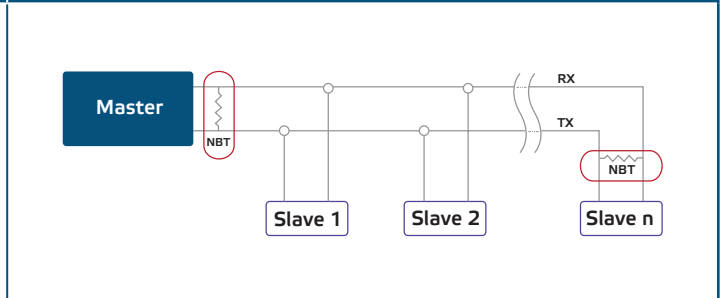 RX
Master
TX
NBT
NBT
Slave 1
Slave 2
Slave n